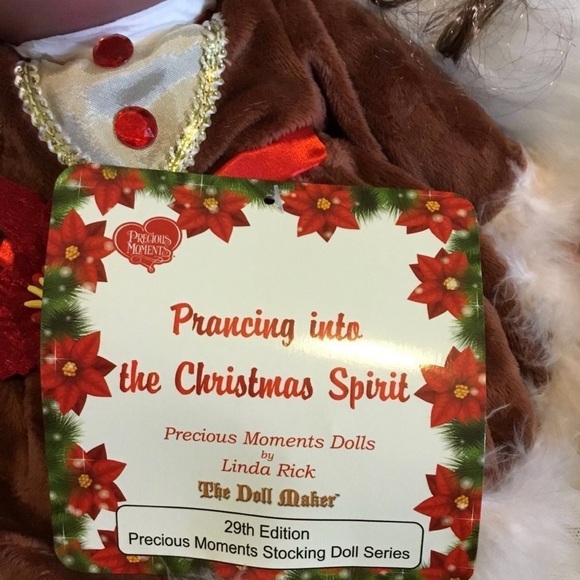 PRECIOUS
MOMENTS
Prancing into
the Christmas Spirit
Precious Moments Dolls
by
Linda Rick
The Doll Maker™
29th Edition
Precious Moments Stocking Doll Series